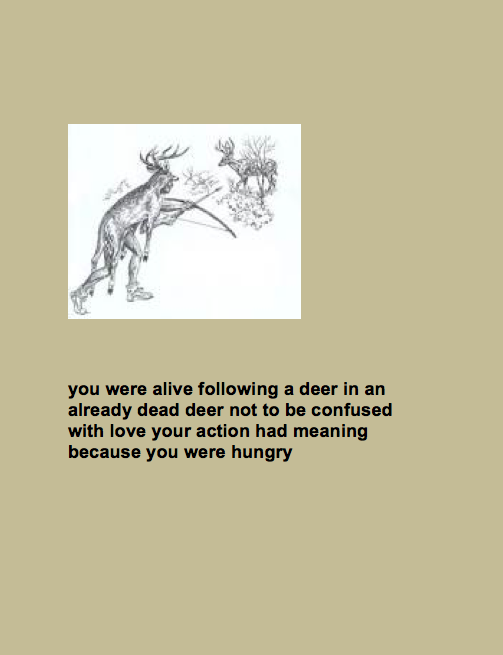 you were alive following a deer in an
already dead deer not to be confused
with love your action had meaning
because you were hungry